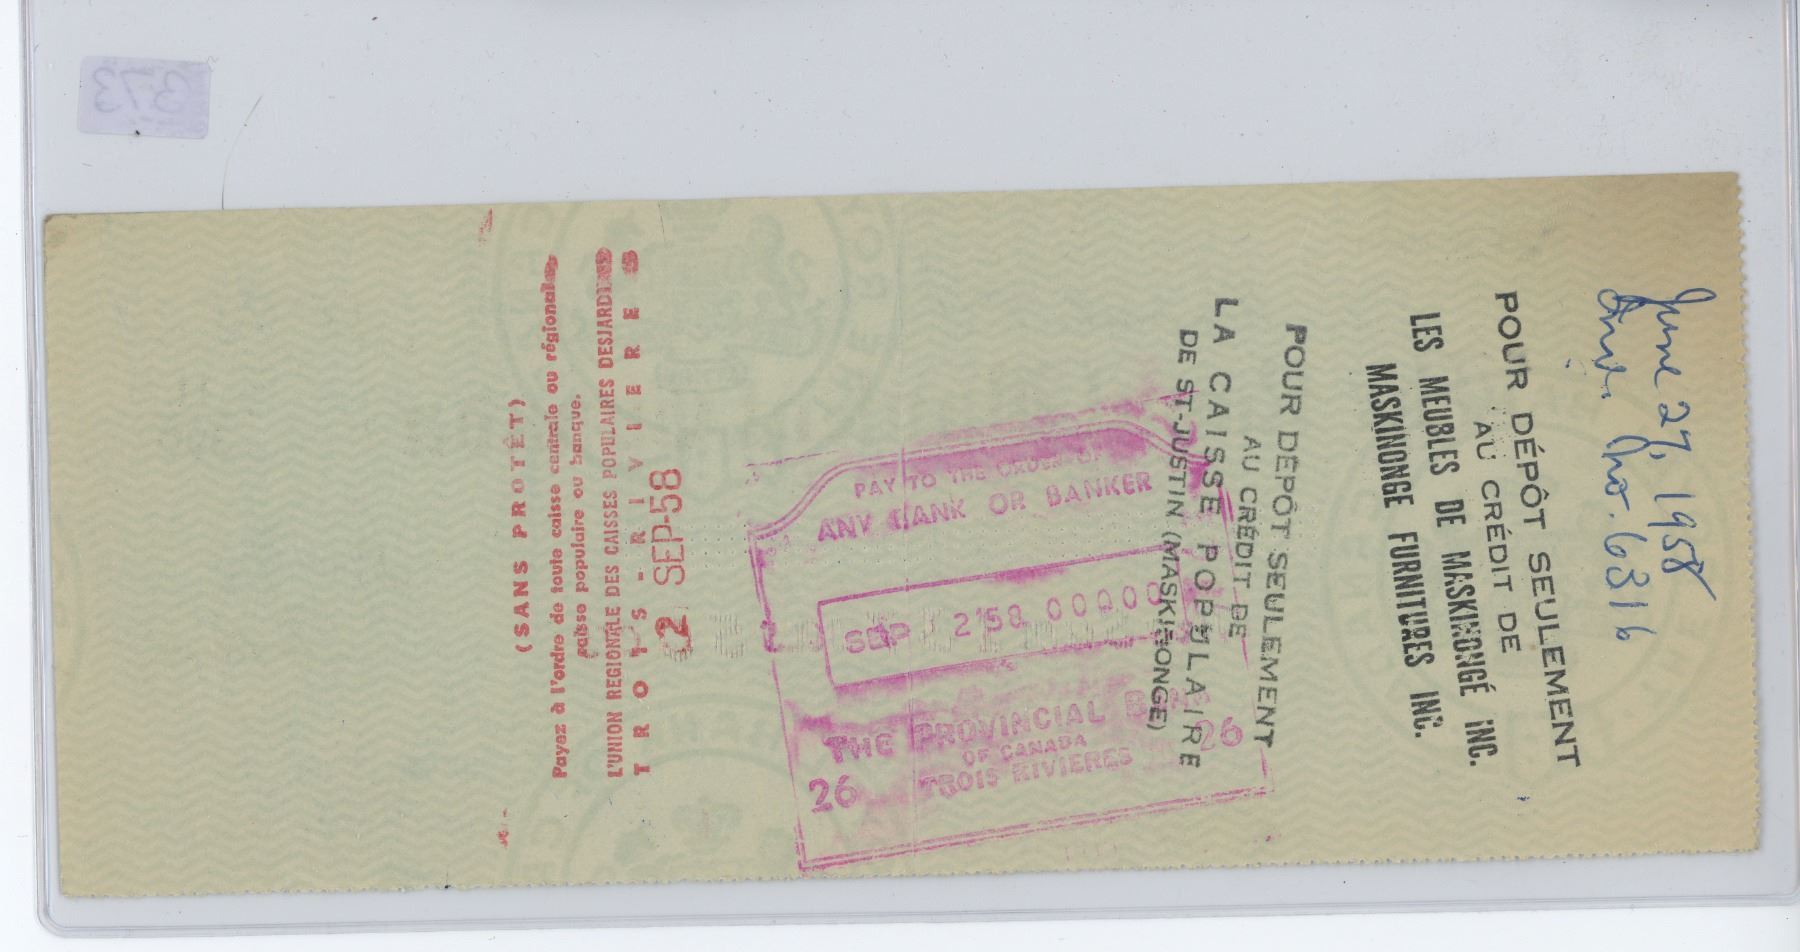 June 27, 1958
Inv. No. 6316
POUR DÉPÔT SEULEMENT
AU CRÉDIT DE
LES MEUBLES DE MASKINONGÉ INC.
MASKINONGE FURNITURES INC.
POUR DÉPÔT SEULEMENT
AU CRÉDIT DE
LA CAISSE POPULAIRE
DE ST-JUSTIN (MASKINONGE)
PAY TO THE ORDER OF
ANY BANK OR BANKER
SEP 2'58 00000
THE PROVINCIAL BANK 26
OF CANADA
26 TROIS RIVIERES
(SANS PROTÊT)
Payez à l'ordre de toute caisse centrale ou régionale,
caisse populaire ou banque.
L'UNION REGIONALE DES CAISSES POPULAIRES DESJARDINS
TROIS-RIVIERES
2 SEP-58
373